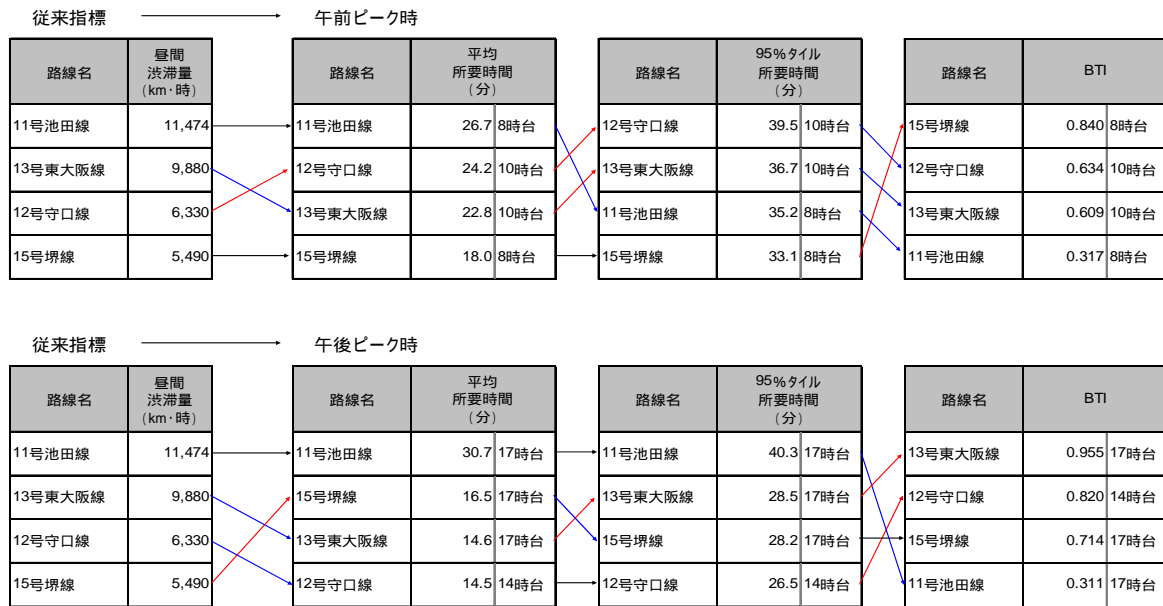 従来指標 午前ピーク時
路線名 昼間
渋滞量
(km・時)
11号池田線 11,474
13号東大阪線 9,880
12号守口線 6,330
15号堺線 5,490
路線名 平均
所要時間
(分)
11号池田線 26.7 8時台
12号守口線 24.2 10時台
13号東大阪線 22.8 10時台
15号堺線 18.0 8時台
路線名 95%タイル
所要時間
(分)
12号守口線 39.5 10時台
13号東大阪線 36.7 10時台
11号池田線 35.2 8時台
15号堺線 33.1 8時台
路線名 BTI
15号堺線 0.840 8時台
12号守口線 0.634 10時台
13号東大阪線 0.609 10時台
11号池田線 0.317 8時台
従来指標 午後ピーク時
路線名 昼間
渋滞量
(km・時)
11号池田線 11,474
13号東大阪線 9,880
12号守口線 6,330
15号堺線 5,490
路線名 平均
所要時間
(分)
11号池田線 30.7 17時台
15号堺線 16.5 17時台
13号東大阪線 14.6 17時台
12号守口線 14.5 14時台
路線名 95%タイル
所要時間
(分)
11号池田線 40.3 17時台
13号東大阪線 28.5 17時台
15号堺線 28.2 17時台
12号守口線 26.5 14時台
路線名 BTI
13号東大阪線 0.955 17時台
12号守口線 0.820 14時台
15号堺線 0.714 17時台
11号池田線 0.311 17時台